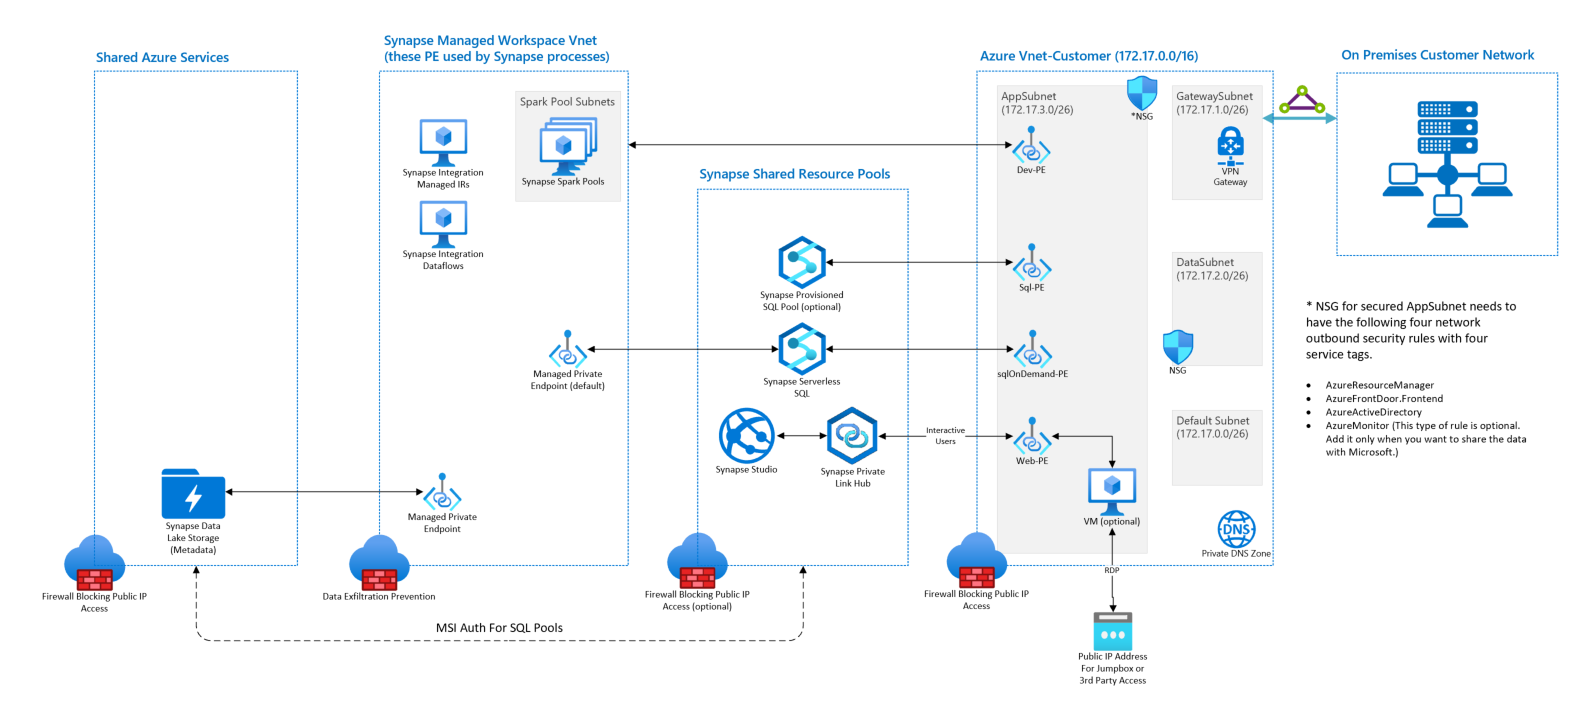 Shared Azure Services
Synapse Managed Workspace Vnet
(these PE used by Synapse processes)
Azure Vnet-Customer (172.17.0.0/16)
On Premises Customer Network
Spark Pool Subnets
Synapse Spark Pools
Synapse Integration
Managed IRs
Synapse Integration
Dataflows
Managed Private
Endpoint (default)
Managed Private
Endpoint
Synapse Data
Lake Storage
(Metadata)
Synapse Shared Resource Pools
Synapse Provisioned
SQL Pool (optional)
Synapse Serverless
SQL
Synapse Studio
Synapse Private
Link Hub
Interactive
Users
AppSubnet
(172.17.3.0/26)
*NSG
Dev-PE
Sql-PE
sqlOnDemand-PE
Web-PE
VM (optional)
GatewaySubnet
(172.17.1.0/26)
VPN
Gateway
DataSubnet
(172.17.2.0/26)
NSG
Default Subnet
(172.17.0.0/26)
DNS
Private DNS Zone
* NSG for secured AppSubnet needs to
have the following four network
outbound security rules with four
service tags.
• AzureResourceManager
• AzureFrontDoor.Frontend
• AzureActiveDirectory
• AzureMonitor (This type of rule is optional.
Add it only when you want to share the data
with Microsoft.)
Firewall Blocking Public IP
Access
Data Exfiltration Prevention
Firewall Blocking Public IP
Access (optional)
Firewall Blocking Public IP
Access
RDP
MSI Auth For SQL Pools
Public IP Address
For Jumpbox or
3rd Party Access